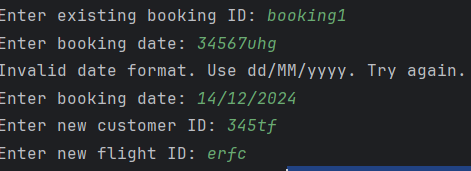 Enter existing booking ID: booking1
Enter booking date: 34567uhg
Invalid date format. Use dd/MM/yyyy. Try again.
Enter booking date: 14/12/2024
Enter new customer ID: 345tf
Enter new flight ID: erfc